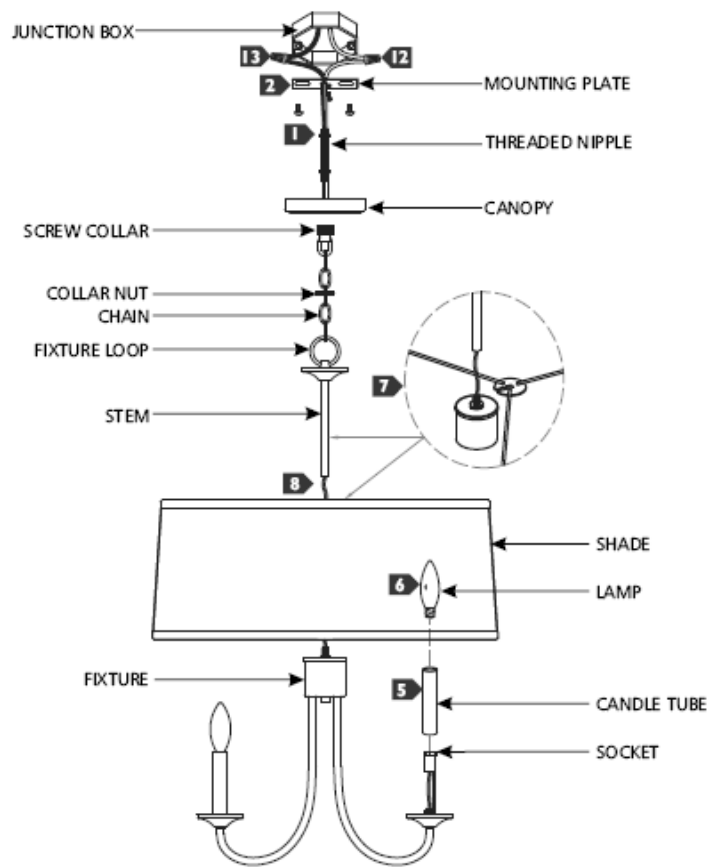 JUNCTION BOX
13
12
2
MOUNTING PLATE
1
THREADED NIPPLE
CANOPY
SCREW COLLAR
COLLAR NUT
CHAIN
FIXTURE LOOP
7
STEM
8
SHADE
6
LAMP
FIXTURE
5
CANDLE TUBE
SOCKET